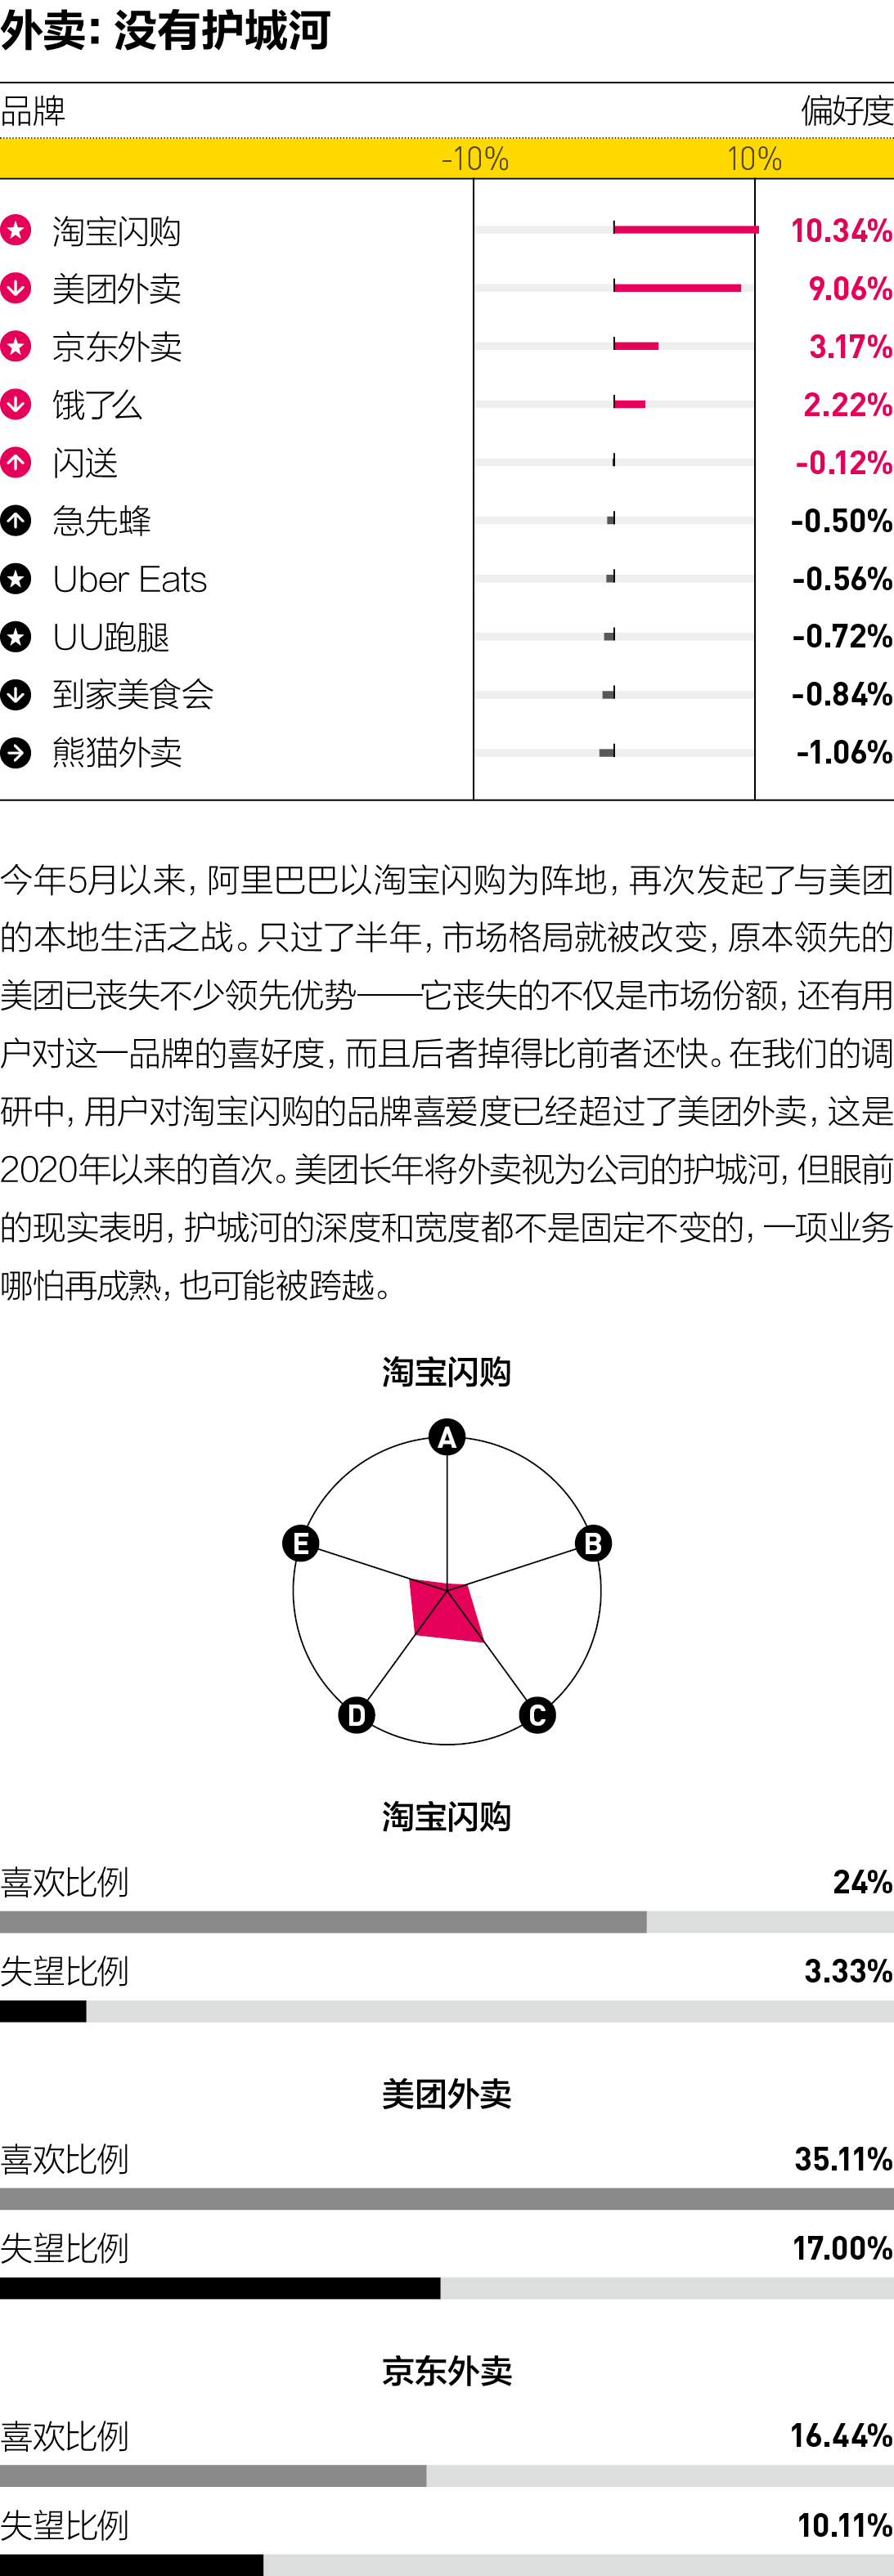 外卖：没有护城河
品牌 偏好度
-10% 10%
淘宝闪购 10.34%
美团外卖 9.06%
京东外卖 3.17%
饿了么 2.22%
闪送 -0.12%
急先蜂 -0.50%
Uber Eats -0.56%
UU跑腿 -0.72%
到家美食会 -0.84%
熊猫外卖 -1.06%
今年5月以来，阿里巴巴以淘宝闪购为阵地，再次发起了与美团
的本地生活之战。只过了半年，市场格局就被改变，原本领先的
美团已丧失不少领先优势——它丧失的不仅是市场份额，还有用
户对这一品牌的喜好度，而且后者掉得比前者还快。在我们的调
研中，用户对淘宝闪购的品牌喜爱度已经超过了美团外卖，这是
2020年以来的首次。美团长年将外卖视为公司的护城河，但眼前
的现实表明，护城河的深度和宽度都不是固定不变的，一项业务
哪怕再成熟，也可能被跨越。
淘宝闪购
A
E B
D C
淘宝闪购
喜欢比例 24%
失望比例 3.33%
美团外卖
喜欢比例 35.11%
失望比例 17.00%
京东外卖
喜欢比例 16.44%
失望比例 10.11%